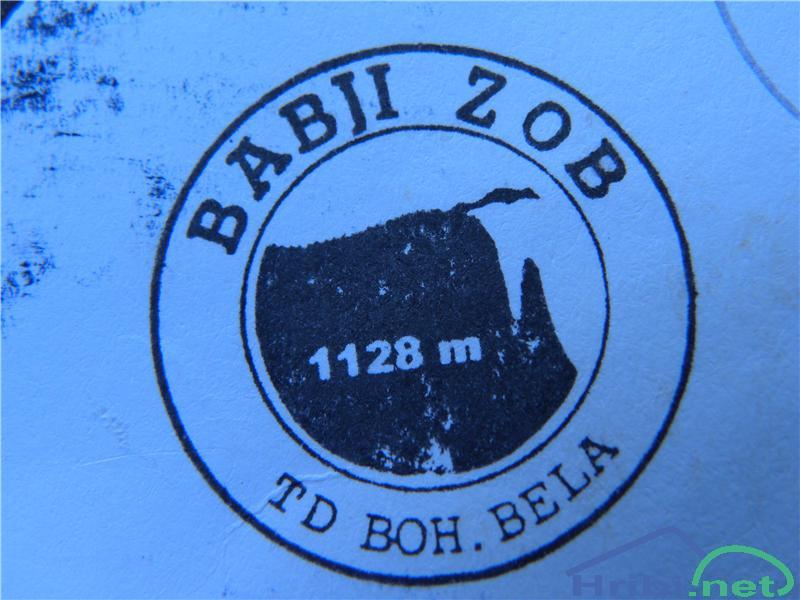 BABJI ZOB
1128 m
TD BOH. BELA
Hribi.net